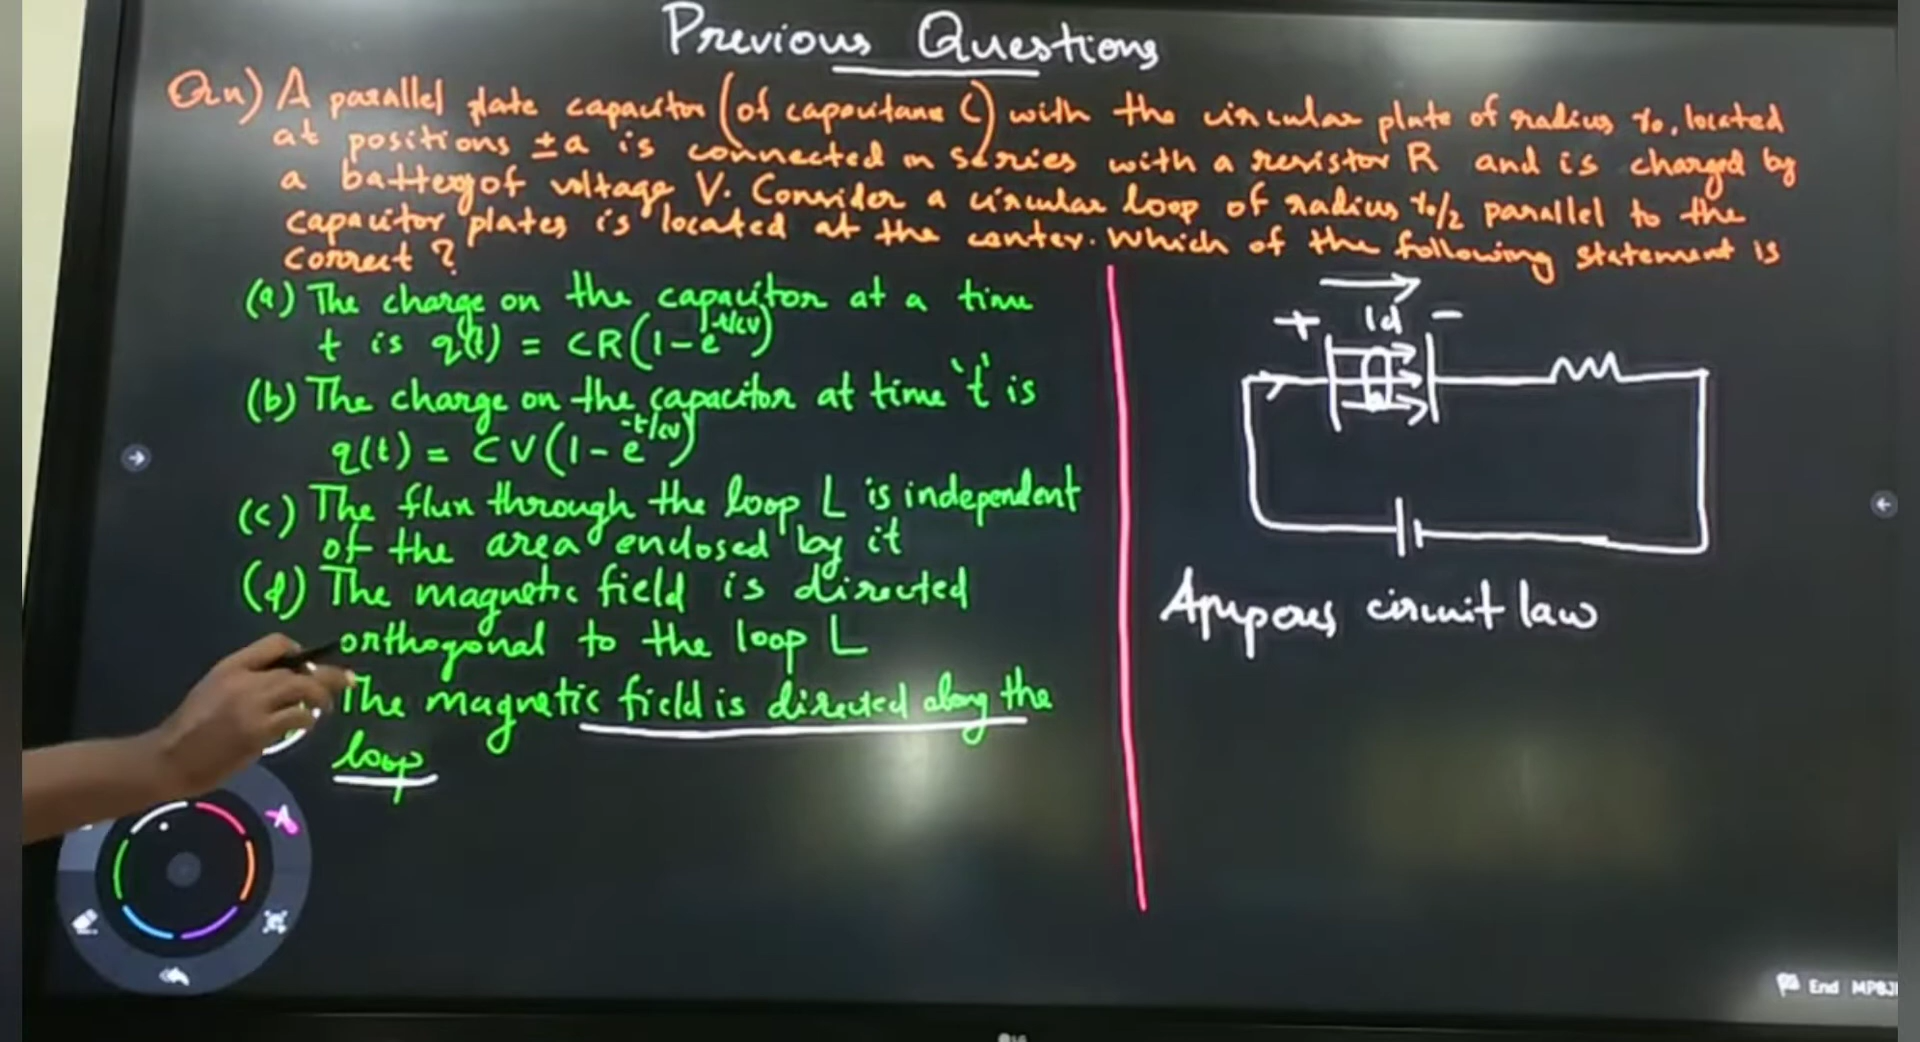 Previous Questions
Qn) A parallel plate capacitor (of capacitance C) with the circular plate of radius r₀, located
at positions ±a is connected in series with a resistor R and is charged by
a battery of voltage V. Consider a circular loop of radius r₀/2 parallel to the
capacitor plates is located at the center. Which of the following statement is
correct?
(a) The charge on the capacitor at a time
t is q(t) = CR(1-e^-t/CV)
(b) The charge on the capacitor at time 't' is
q(t) = CV(1-e^-t/CV)
(c) The flux through the loop L is independent
of the area enclosed by it
(d) The magnetic field is directed
orthogonal to the loop L
The magnetic field is directed along the
loop
+ Id -
circuit law
End